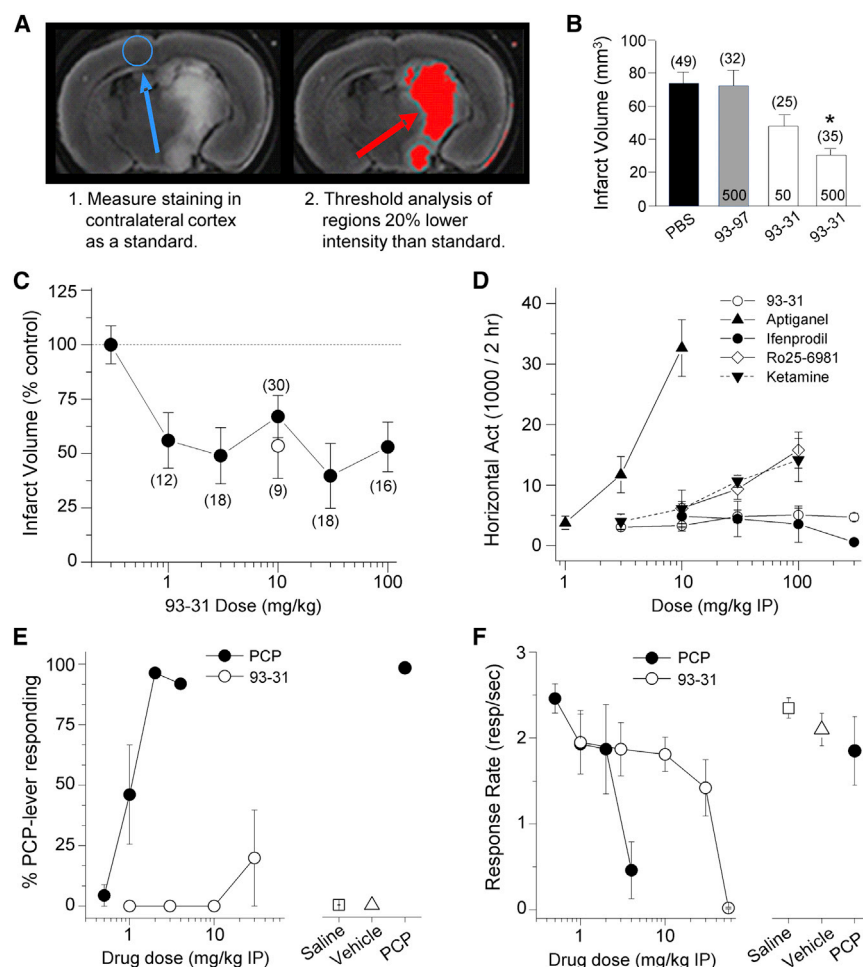 A
1. Measure staining in
contralateral cortex
as a standard.
2. Threshold analysis of
regions 20% lower
intensity than standard.
B
Infarct Volume (mm³)
100
80
60
40
20
0
(49)
(32)
(25)
*
(35)
500
50
500
PBS
93-97
93-31
93-31
C
Infarct Volume (% control)
125
100
75
50
25
0
(12)
(18)
(30)
(9)
(18)
(16)
1
10
100
93-31 Dose (mg/kg)
D
Horizontal Act (1000 / 2 hr)
40
30
20
10
0
93-31
Aptiganel
Ifenprodil
Ro25-6981
Ketamine
1
10
100
Dose (mg/kg IP)
E
% PCP-lever responding
100
75
50
25
0
PCP
93-31
1
10
Drug dose (mg/kg IP)
Saline
Vehicle
PCP
F
Response Rate (resp/sec)
3
2
1
0
PCP
93-31
1
10
Drug dose (mg/kg IP)
Saline
Vehicle
PCP